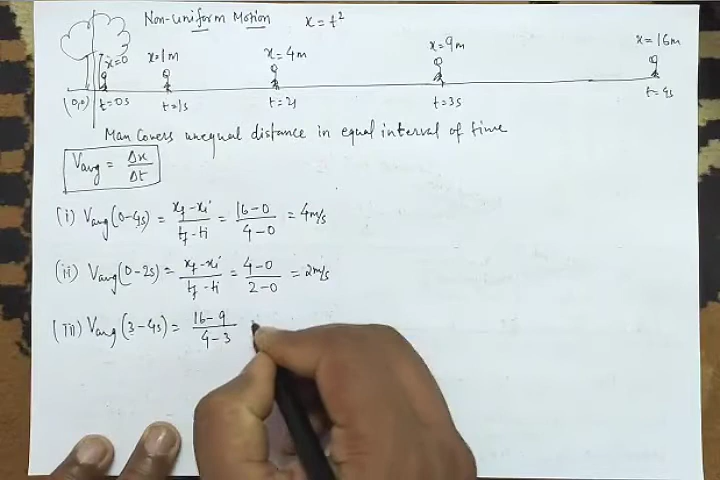 Non-uniform Motion x = t²
x=0 x=1m x = 4m x = 9m x = 16m
(0,0) t=0s t=1s t=2s t=3s t=4s
Man Covers unequal distance in equal interval of time
Vavg = Δx/Δt
(i) Vavg(0-4s) = xf-xi/tf-ti = 16-0/4-0 = 4m/s
(ii) Vavg(0-2s) = xf-xi/tf-ti = 4-0/2-0 = 2m/s
(iii) Vavg(3-4s) = 16-9/4-3